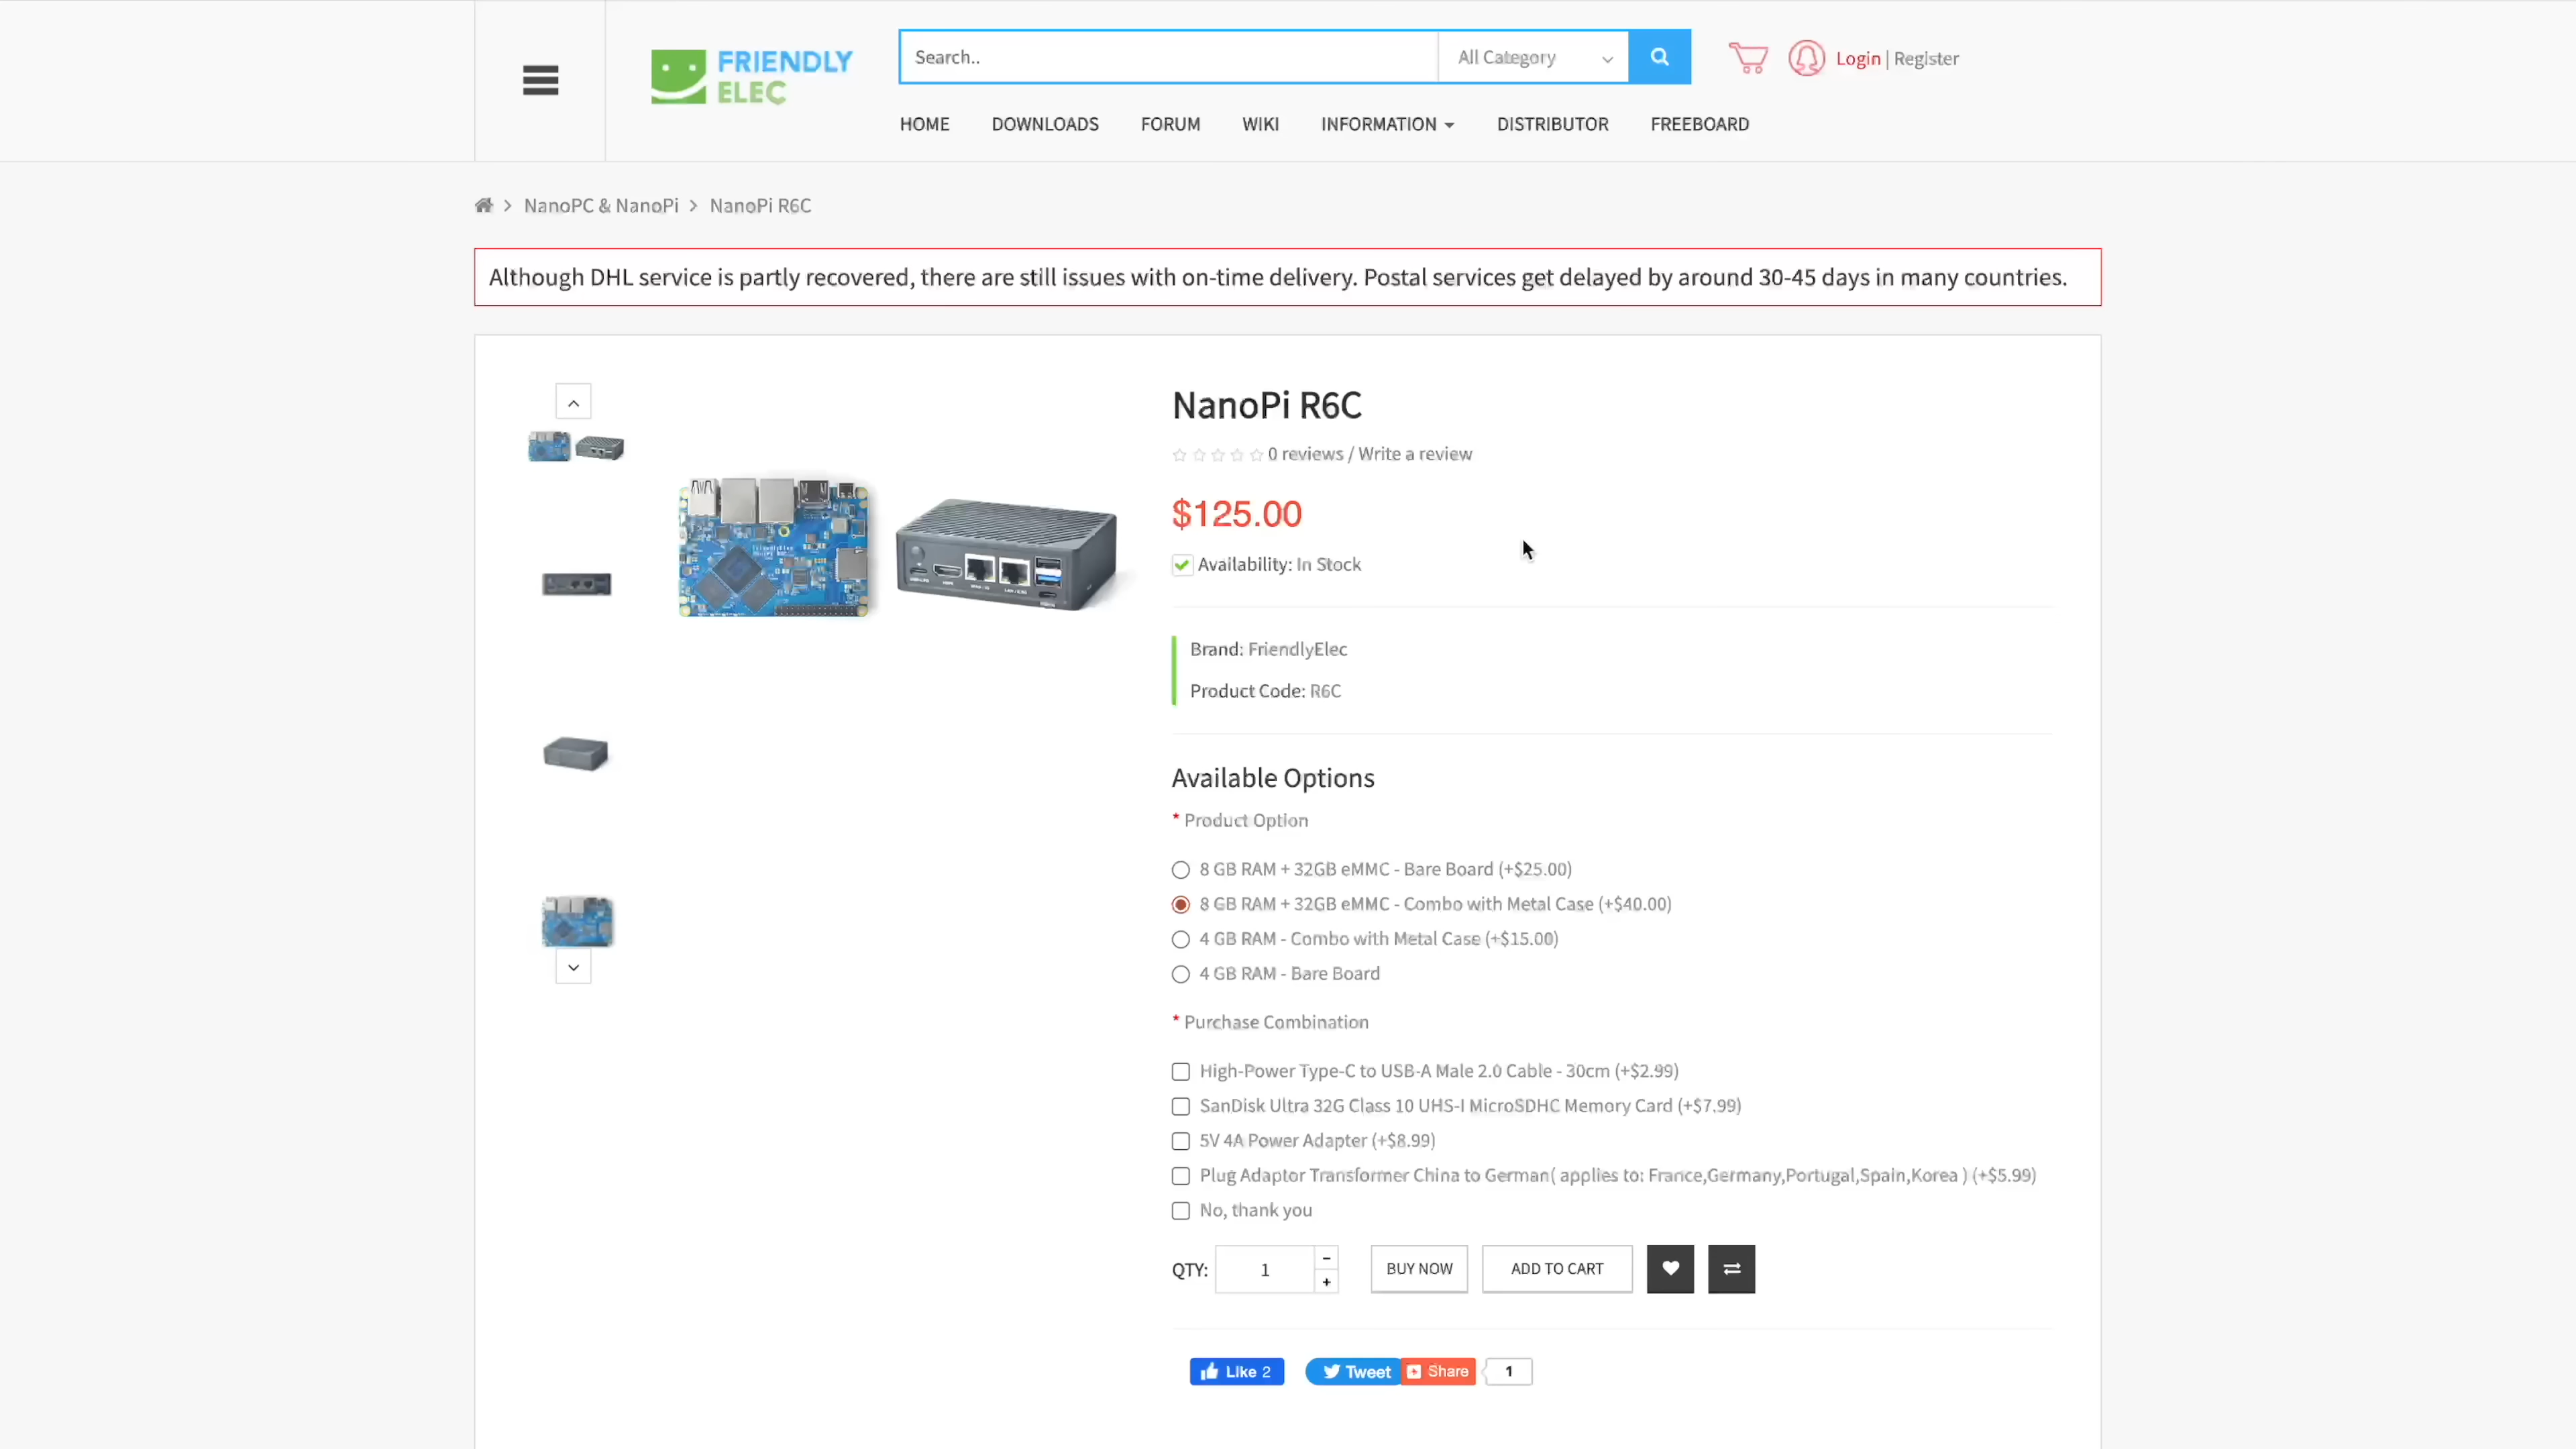 FRIENDLY
ELEC
Search..
All Category
Login | Register
HOME
DOWNLOADS
FORUM
WIKI
INFORMATION
DISTRIBUTOR
FREEBOARD
NanoPC & NanoPi
NanoPi R6C
Although DHL service is partly recovered, there are still issues with on-time delivery. Postal services get delayed by around 30-45 days in many countries.
NanoPi R6C
0 reviews / Write a review
$125.00
Availability: In Stock
Brand: FriendlyElec
Product Code: R6C
Available Options
* Product Option
8 GB RAM + 32GB eMMC - Bare Board (+$25.00)
8 GB RAM + 32GB eMMC - Combo with Metal Case (+$40.00)
4 GB RAM - Combo with Metal Case (+$15.00)
4 GB RAM - Bare Board
* Purchase Combination
High-Power Type-C to USB-A Male 2.0 Cable - 30cm (+$2.99)
SanDisk Ultra 32G Class 10 UHS-I MicroSDHC Memory Card (+$7.99)
5V 4A Power Adapter (+$8.99)
Plug Adaptor Transformer China to German( applies to: France,Germany,Portugal,Spain,Korea ) (+$5.99)
No, thank you
QTY:
1
-
+
BUY NOW
ADD TO CART
Like 2
Tweet
Share
1